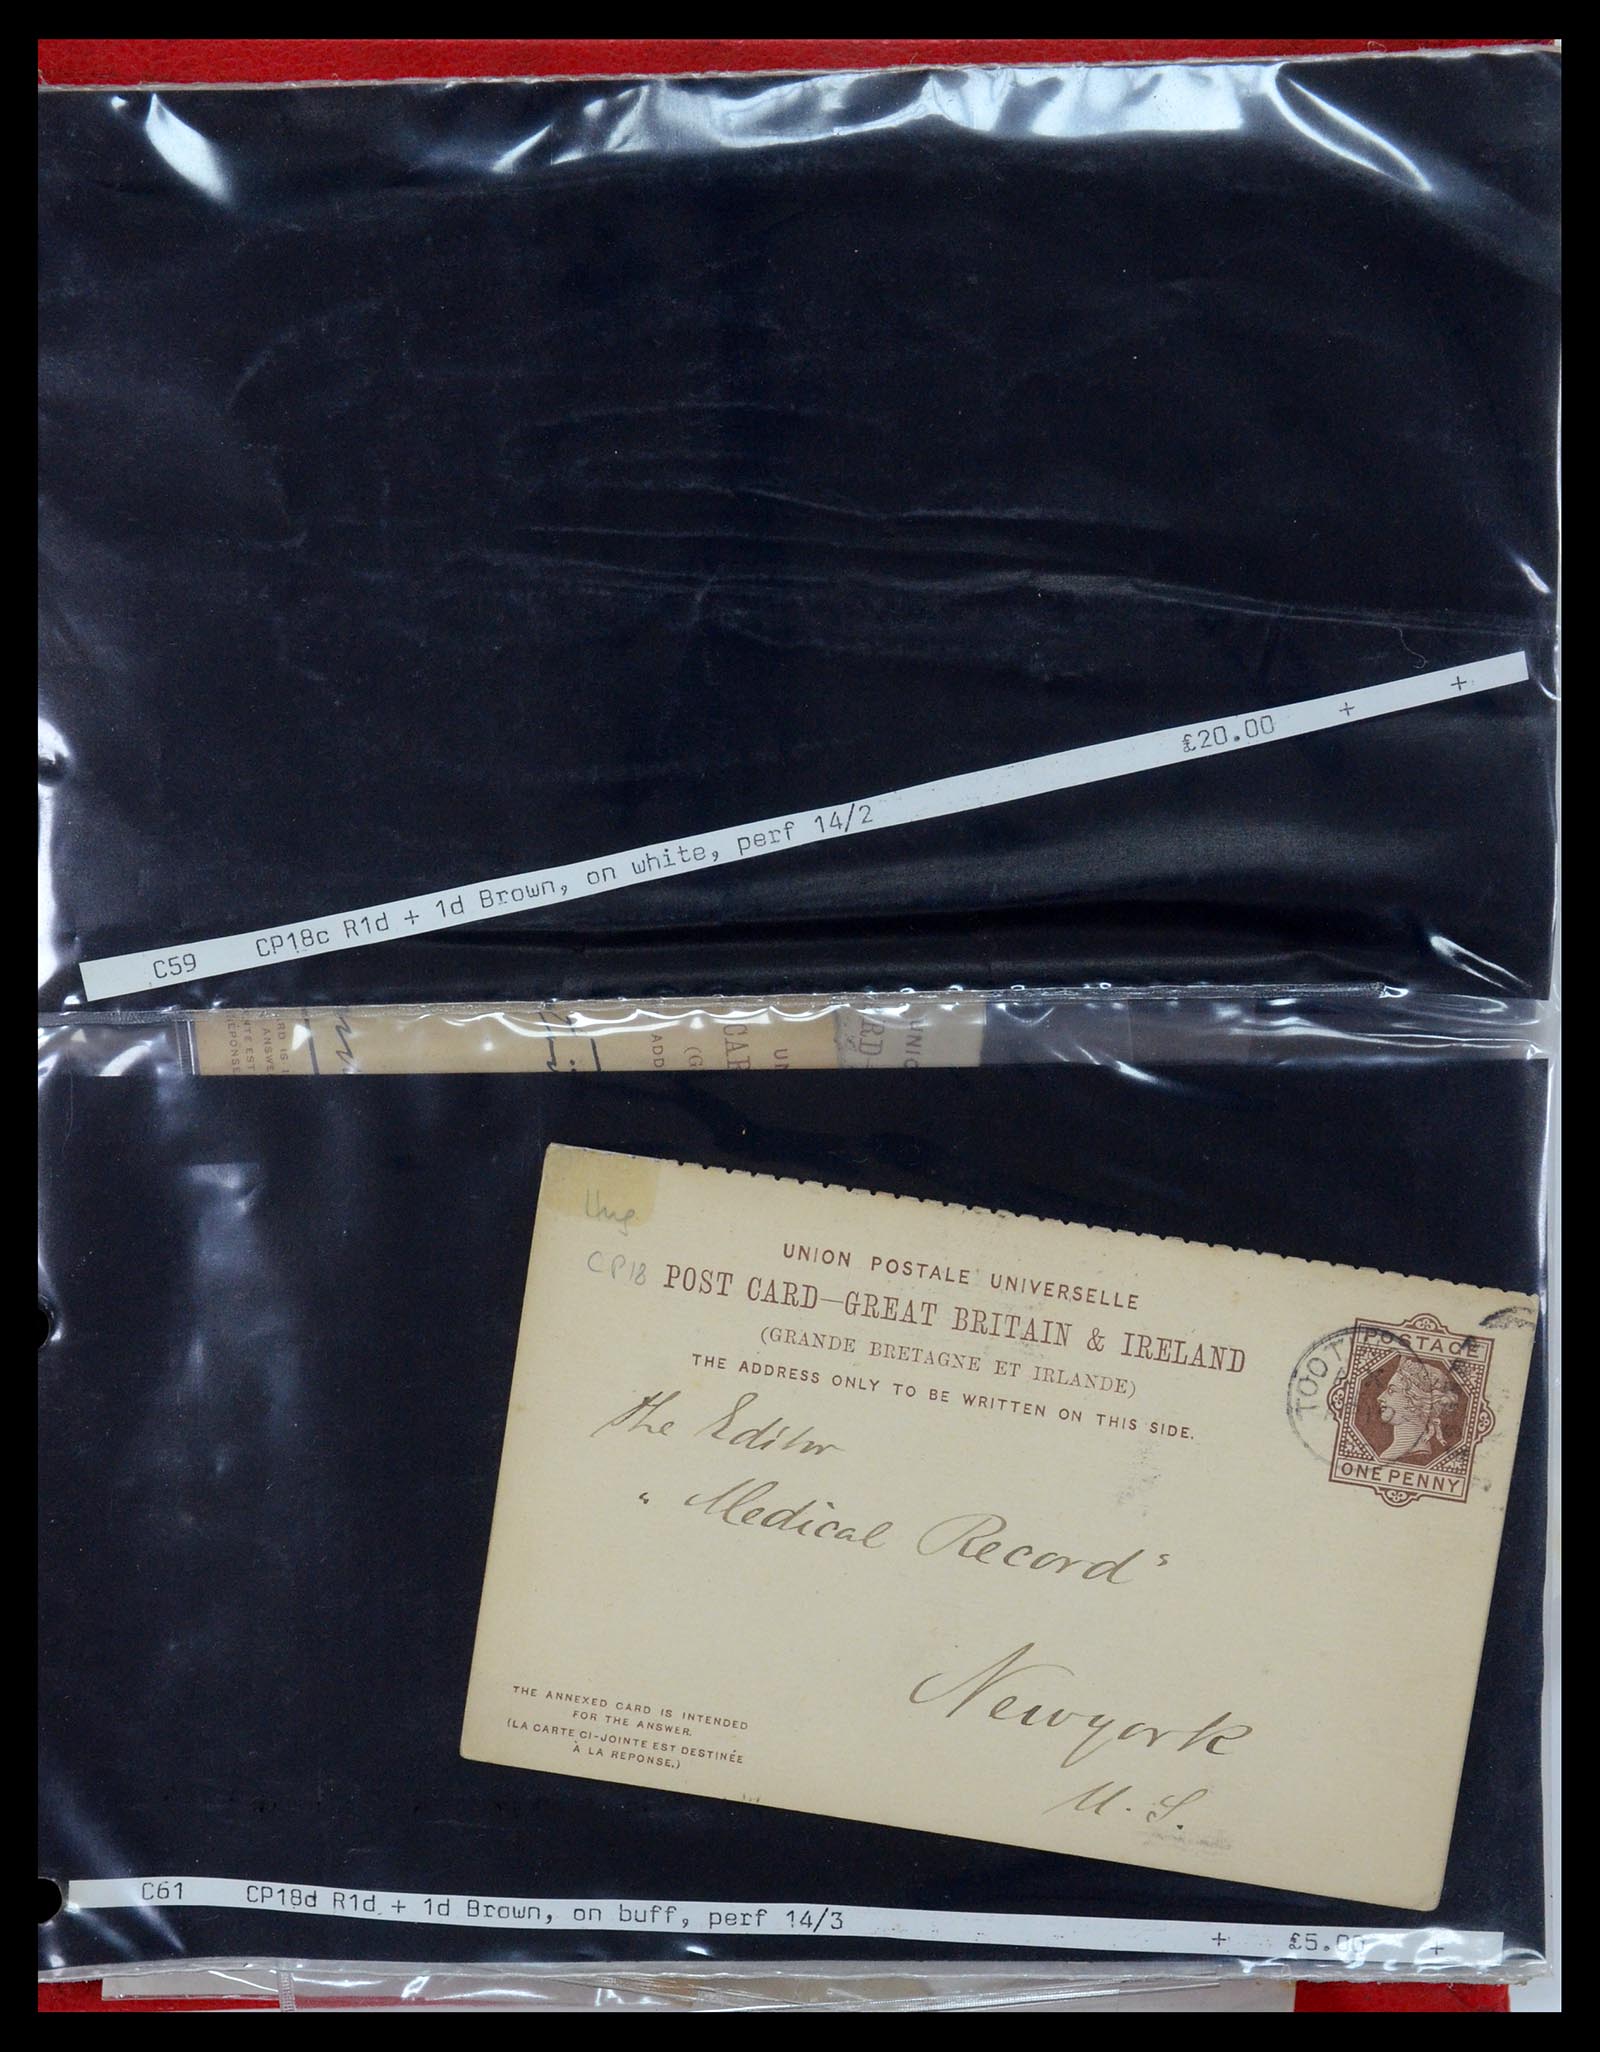 C59 CP18c R1d + 1d Brown, on white, perf 14/2 £20.00 + +
UNION
CP18
UNION POSTALE UNIVERSELLE
POST CARD—GREAT BRITAIN & IRELAND
(GRANDE BRETAGNE ET IRLANDE)
THE ADDRESS ONLY TO BE WRITTEN ON THIS SIDE.
POSTAGE
ONE PENNY
TOOT
The Editor
"Medical Record"
Newyork
U.S.
THE ANNEXED CARD IS INTENDED
FOR THE ANSWER.
(LA CARTE CI-JOINTE EST DESTINÉE
À LA REPONSE.)
C61 CP18d R1d + 1d Brown, on buff, perf 14/3 + £5.00 +